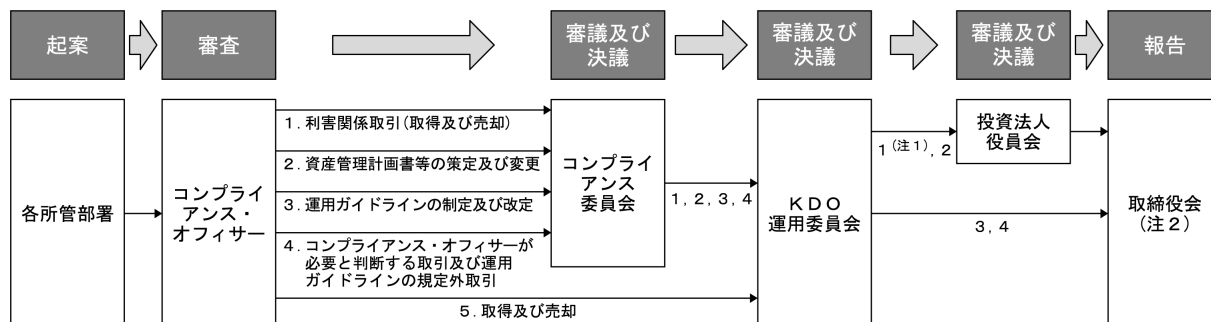 起案
審査
審議及び
決議
審議及び
決議
審議及び
決議
報告
各所管部署
コンプライ
アンス・
オフィサー
1.利害関係取引(取得及び売却)
2.資産管理計画書等の策定及び変更
3.運用ガイドラインの制定及び改定
4.コンプライアンス・オフィサーが
必要と判断する取引及び運用
ガイドラインの規定外取引
5.取得及び売却
コンプライ
アンス
委員会
1,2,3,4
KDO
運用委員会
1(注1),2
3,4
投資法人
役員会
取締役会
(注2)